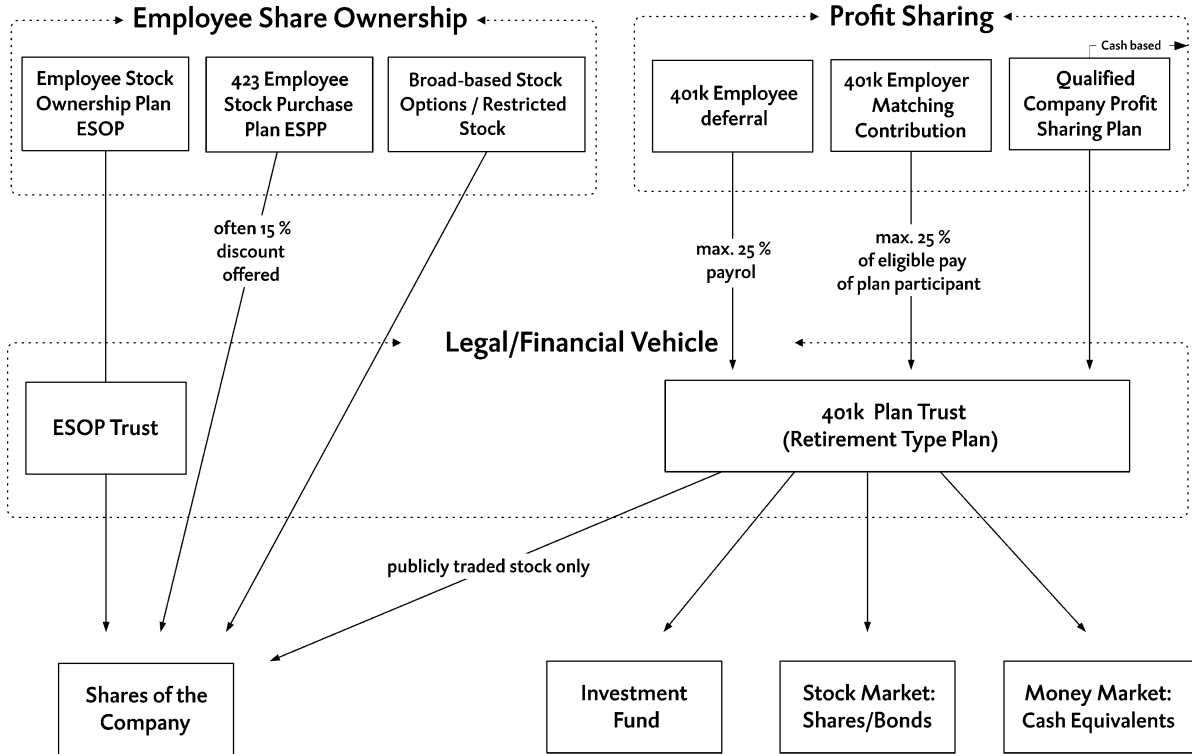 Employee Share Ownership
Profit Sharing
Cash based
Employee Stock
Ownership Plan
ESOP
423 Employee
Stock Purchase
Plan ESPP
Broad-based Stock
Options / Restricted
Stock
401k Employee
deferral
401k Employer
Matching
Contribution
Qualified
Company Profit
Sharing Plan
often 15 %
discount
offered
max. 25 %
payrol
max. 25 %
of eligible pay
of plan participant
Legal/Financial Vehicle
ESOP Trust
401k Plan Trust
(Retirement Type Plan)
publicly traded stock only
Shares of the
Company
Investment
Fund
Stock Market:
Shares/Bonds
Money Market:
Cash Equivalents